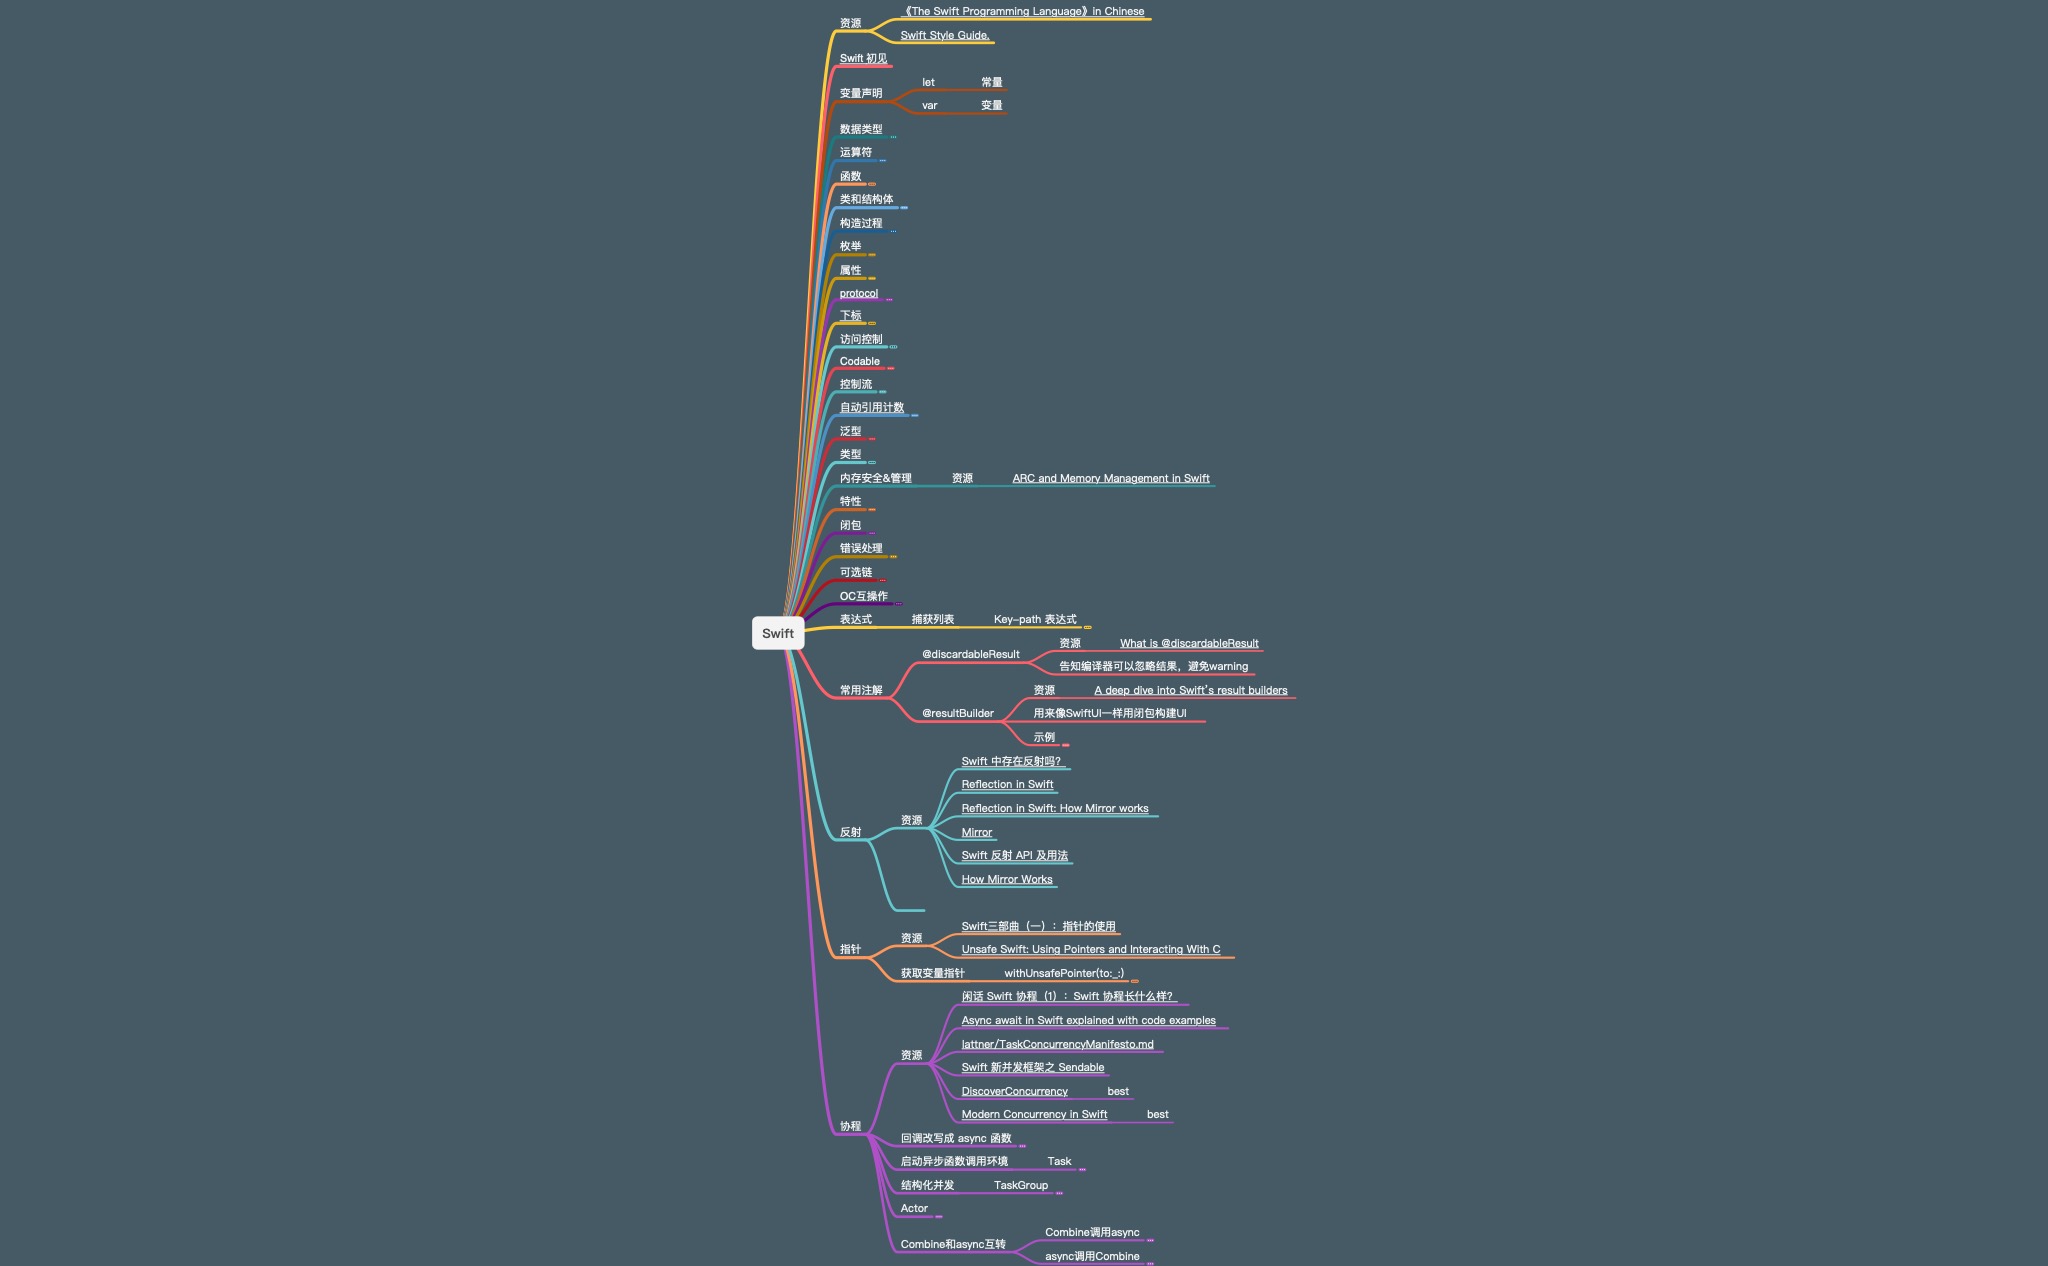 资源
《The Swift Programming Language》in Chinese
Swift Style Guide.
Swift 初见
变量声明
let 常量
var 变量
数据类型
运算符
函数
类和结构体
构造过程
枚举
属性
protocol
下标
访问控制
Codable
控制流
自动引用计数
泛型
类型
内存安全&管理 资源 ARC and Memory Management in Swift
特性
闭包
错误处理
可选链
OC互操作
表达式 捕获列表 Key-path 表达式
Swift
常用注解
@discardableResult
资源 What is @discardableResult
告知编译器可以忽略结果，避免warning
@resultBuilder
资源 A deep dive into Swift's result builders
用来像SwiftUI一样用闭包构建UI
示例
反射
资源
Swift 中存在反射吗？
Reflection in Swift
Reflection in Swift: How Mirror works
Mirror
Swift 反射 API 及用法
How Mirror Works
指针
资源
Swift三部曲（一）：指针的使用
Unsafe Swift: Using Pointers and Interacting With C
获取变量指针 withUnsafePointer(to:_:)
协程
资源
闲话 Swift 协程（1）：Swift 协程长什么样？
Async await in Swift explained with code examples
lattner/TaskConcurrencyManifesto.md
Swift 新并发框架之 Sendable
DiscoverConcurrency best
Modern Concurrency in Swift best
回调改写成 async 函数
启动异步函数调用环境 Task
结构化并发 TaskGroup
Actor
Combine和async互转
Combine调用async
async调用Combine